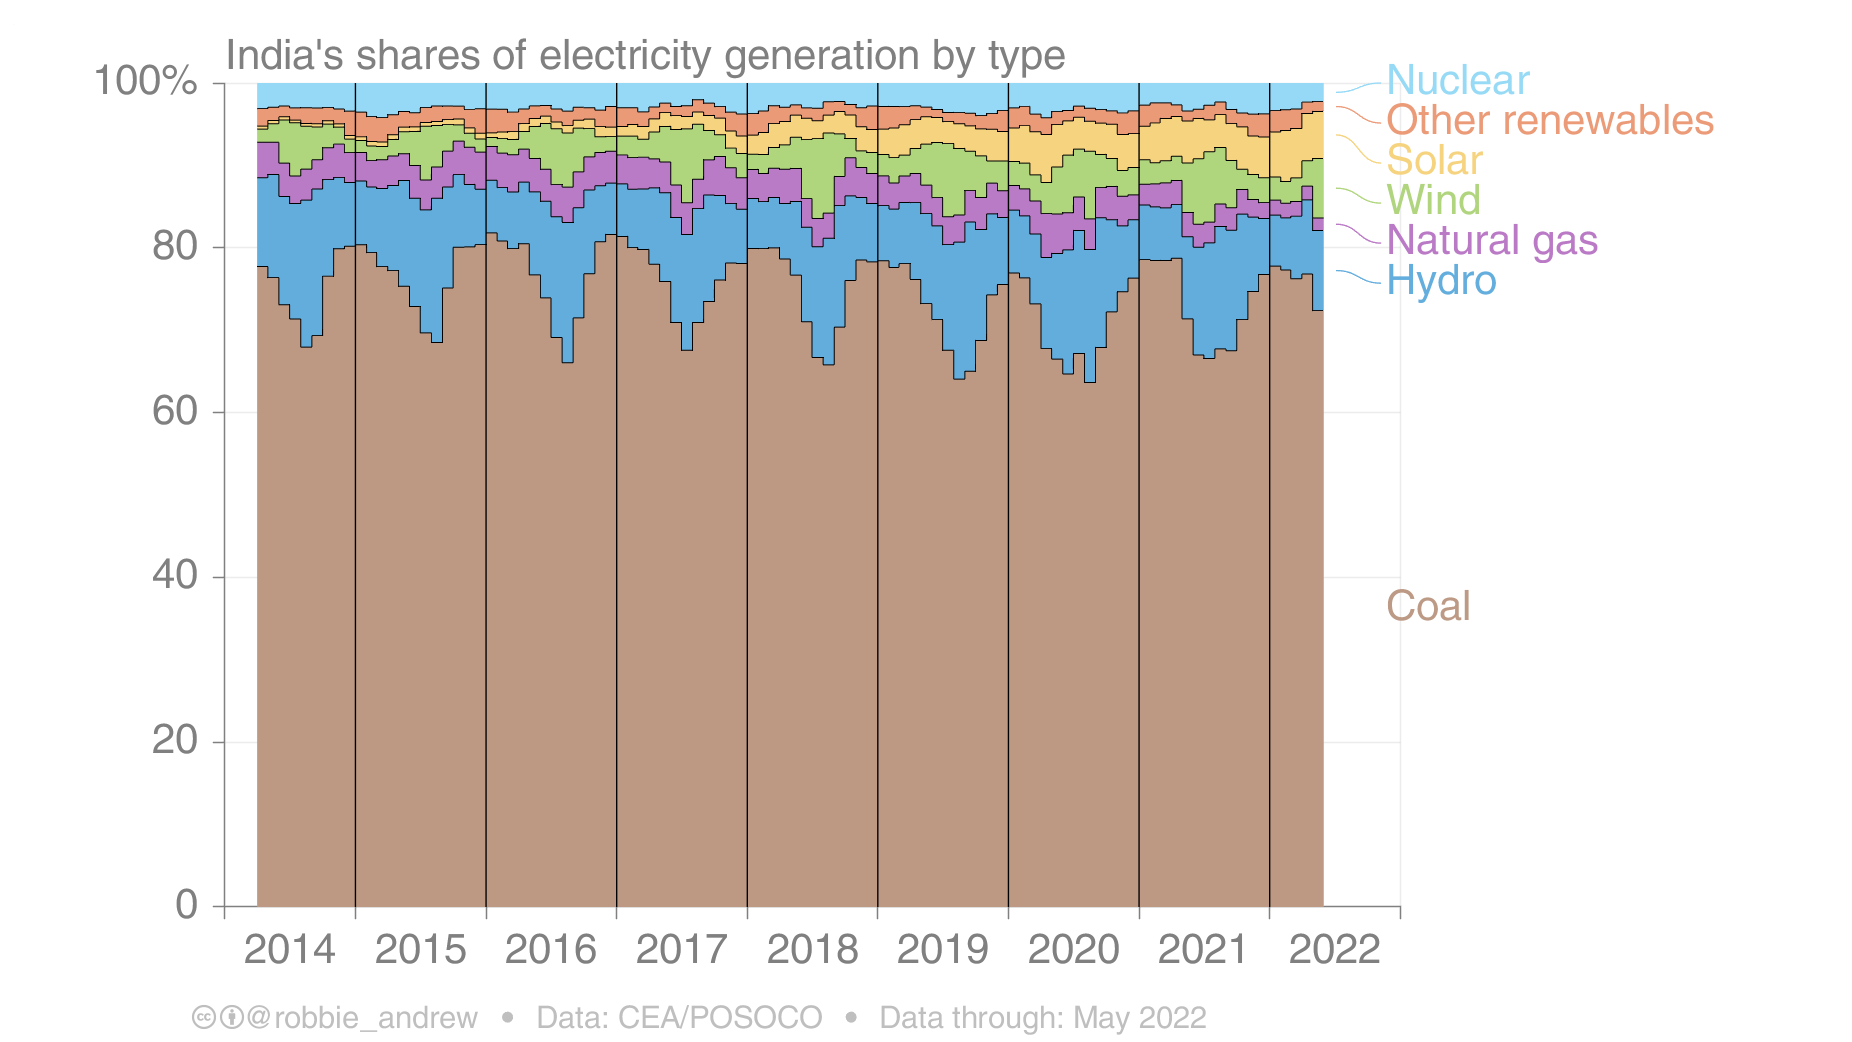 India's shares of electricity generation by type
100%
80
60
40
20
0
Nuclear
Other renewables
Solar
Wind
Natural gas
Hydro
Coal
2014 2015 2016 2017 2018 2019 2020 2021 2022
cc @robbie_andrew • Data: CEA/POSOCO • Data through: May 2022